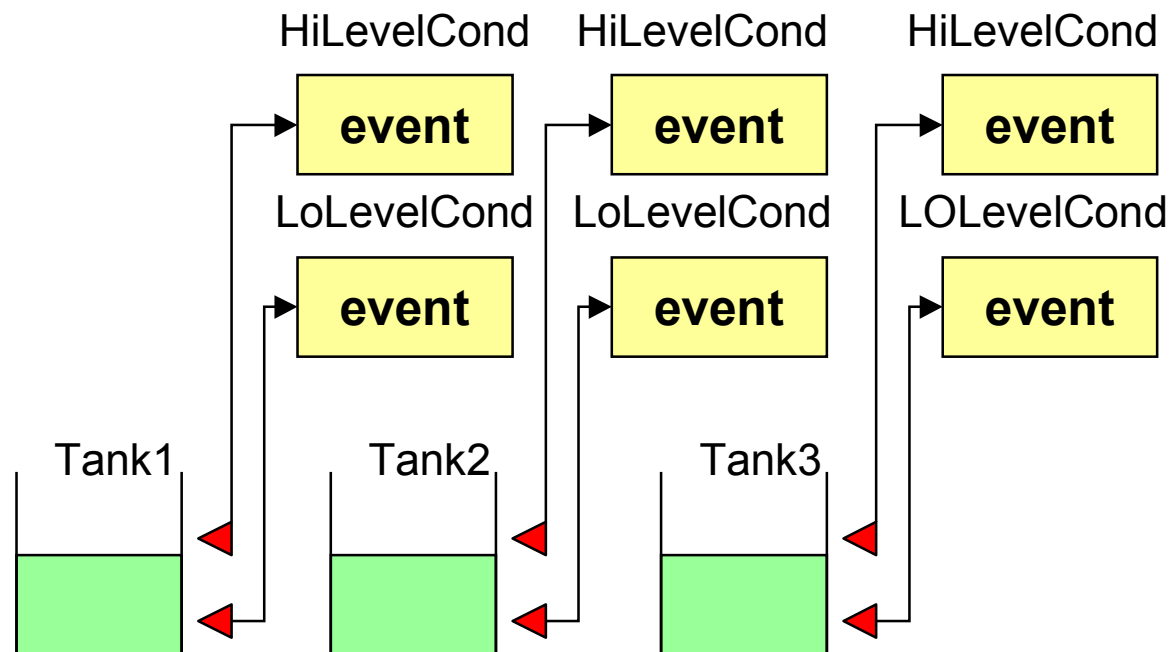 HiLevelCond HiLevelCond HiLevelCond
event event event
LoLevelCond LoLevelCond LOLevelCond
event event event
Tank1 Tank2 Tank3